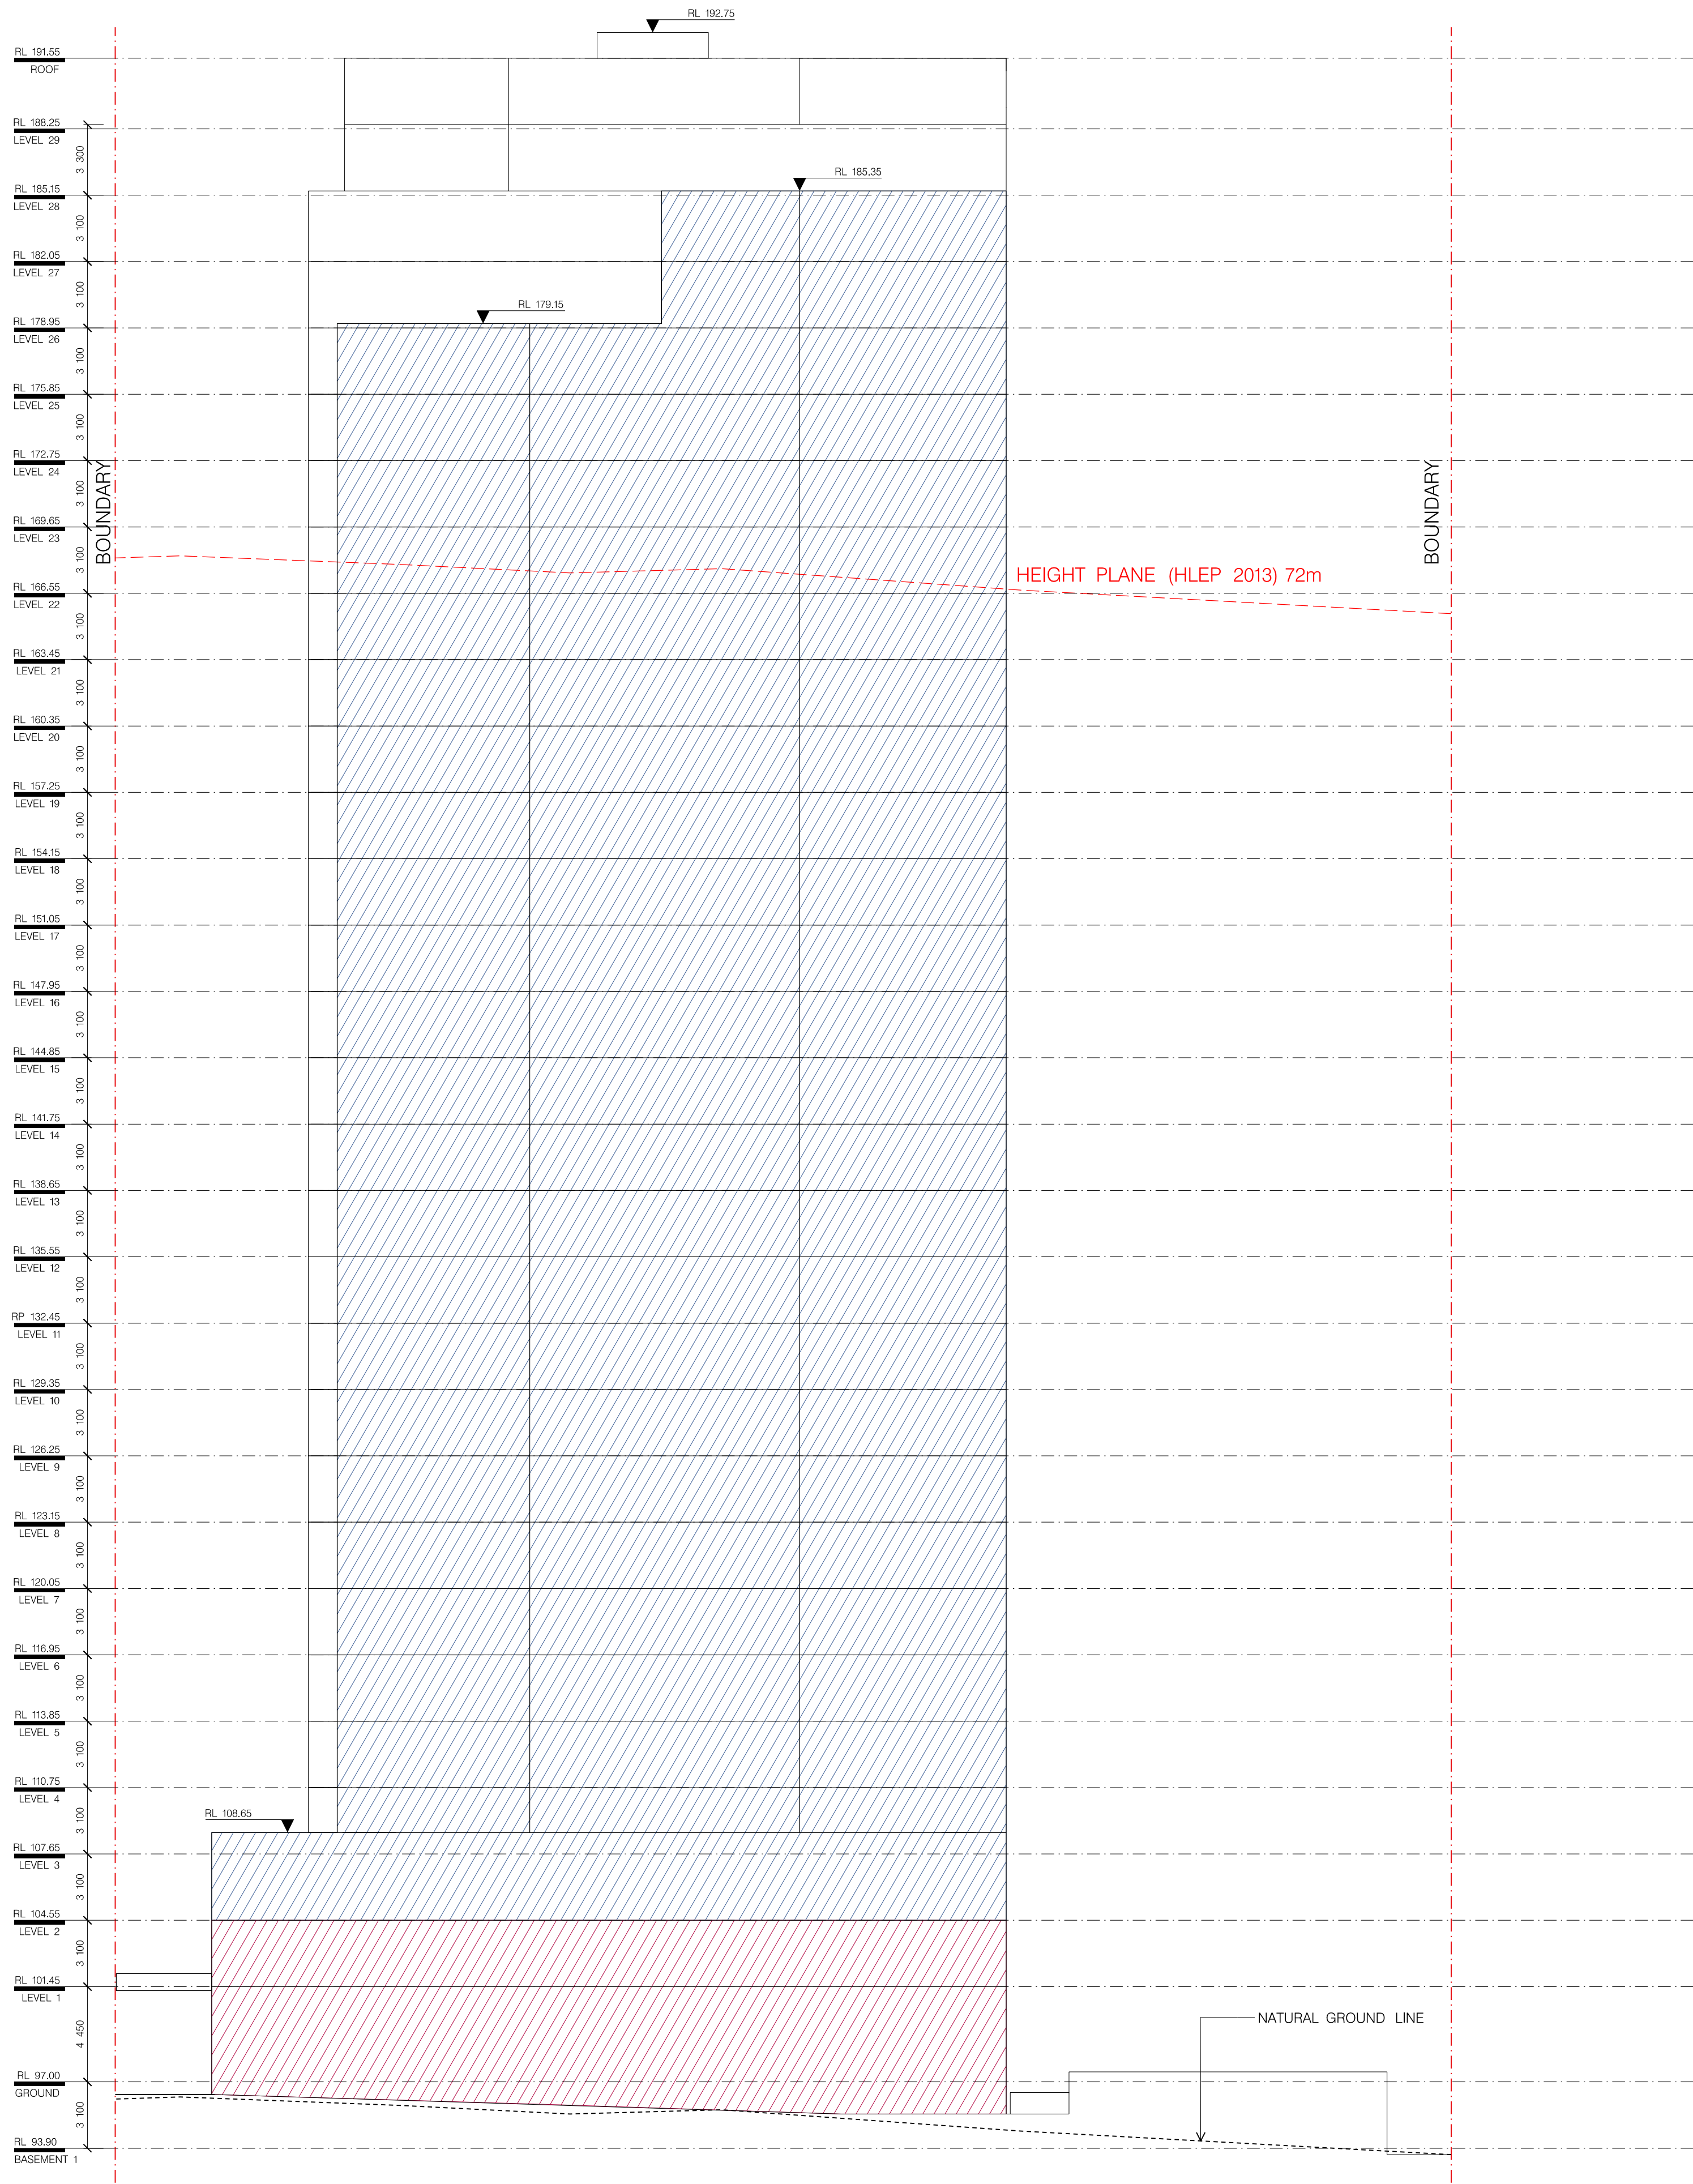 RL 192.75
RL 191.55
ROOF
RL 188.25
LEVEL 29
3 300
RL 185.15
LEVEL 28
RL 185.35
3 100
RL 182.05
LEVEL 27
3 100
RL 179.15
RL 178.95
LEVEL 26
3 100
RL 175.85
LEVEL 25
3 100
RL 172.75
LEVEL 24
3 100
BOUNDARY
BOUNDARY
RL 169.65
LEVEL 23
3 100
HEIGHT PLANE (HLEP 2013) 72m
RL 166.55
LEVEL 22
3 100
RL 163.45
LEVEL 21
3 100
RL 160.35
LEVEL 20
3 100
RL 157.25
LEVEL 19
3 100
RL 154.15
LEVEL 18
3 100
RL 151.05
LEVEL 17
3 100
RL 147.95
LEVEL 16
3 100
RL 144.85
LEVEL 15
3 100
RL 141.75
LEVEL 14
3 100
RL 138.65
LEVEL 13
3 100
RL 135.55
LEVEL 12
3 100
RP 132.45
LEVEL 11
3 100
RL 129.35
LEVEL 10
3 100
RL 126.25
LEVEL 9
3 100
RL 123.15
LEVEL 8
3 100
RL 120.05
LEVEL 7
3 100
RL 116.95
LEVEL 6
3 100
RL 113.85
LEVEL 5
3 100
RL 110.75
LEVEL 4
3 100
RL 108.65
RL 107.65
LEVEL 3
3 100
RL 104.55
LEVEL 2
3 100
RL 101.45
LEVEL 1
4 450
NATURAL GROUND LINE
RL 97.00
GROUND
3 100
RL 93.90
BASEMENT 1